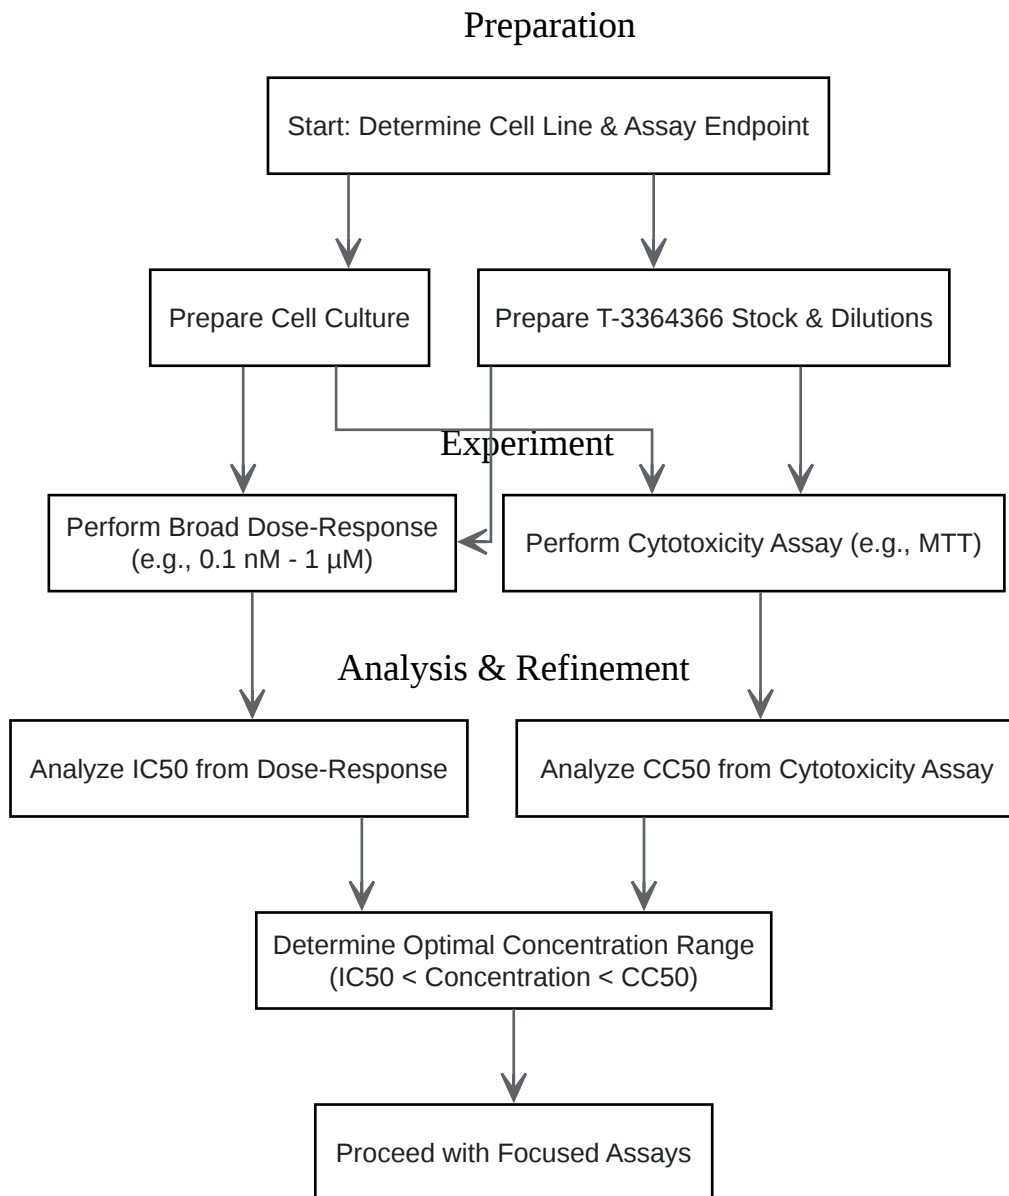 Preparation
Start: Determine Cell Line & Assay Endpoint
Prepare Cell Culture
Prepare T-3364366 Stock & Dilutions
Experiment
Perform Broad Dose-Response
(e.g., 0.1 nM - 1 µM)
Perform Cytotoxicity Assay (e.g., MTT)
Analysis & Refinement
Analyze IC50 from Dose-Response
Analyze CC50 from Cytotoxicity Assay
Determine Optimal Concentration Range
(IC50 < Concentration < CC50)
Proceed with Focused Assays